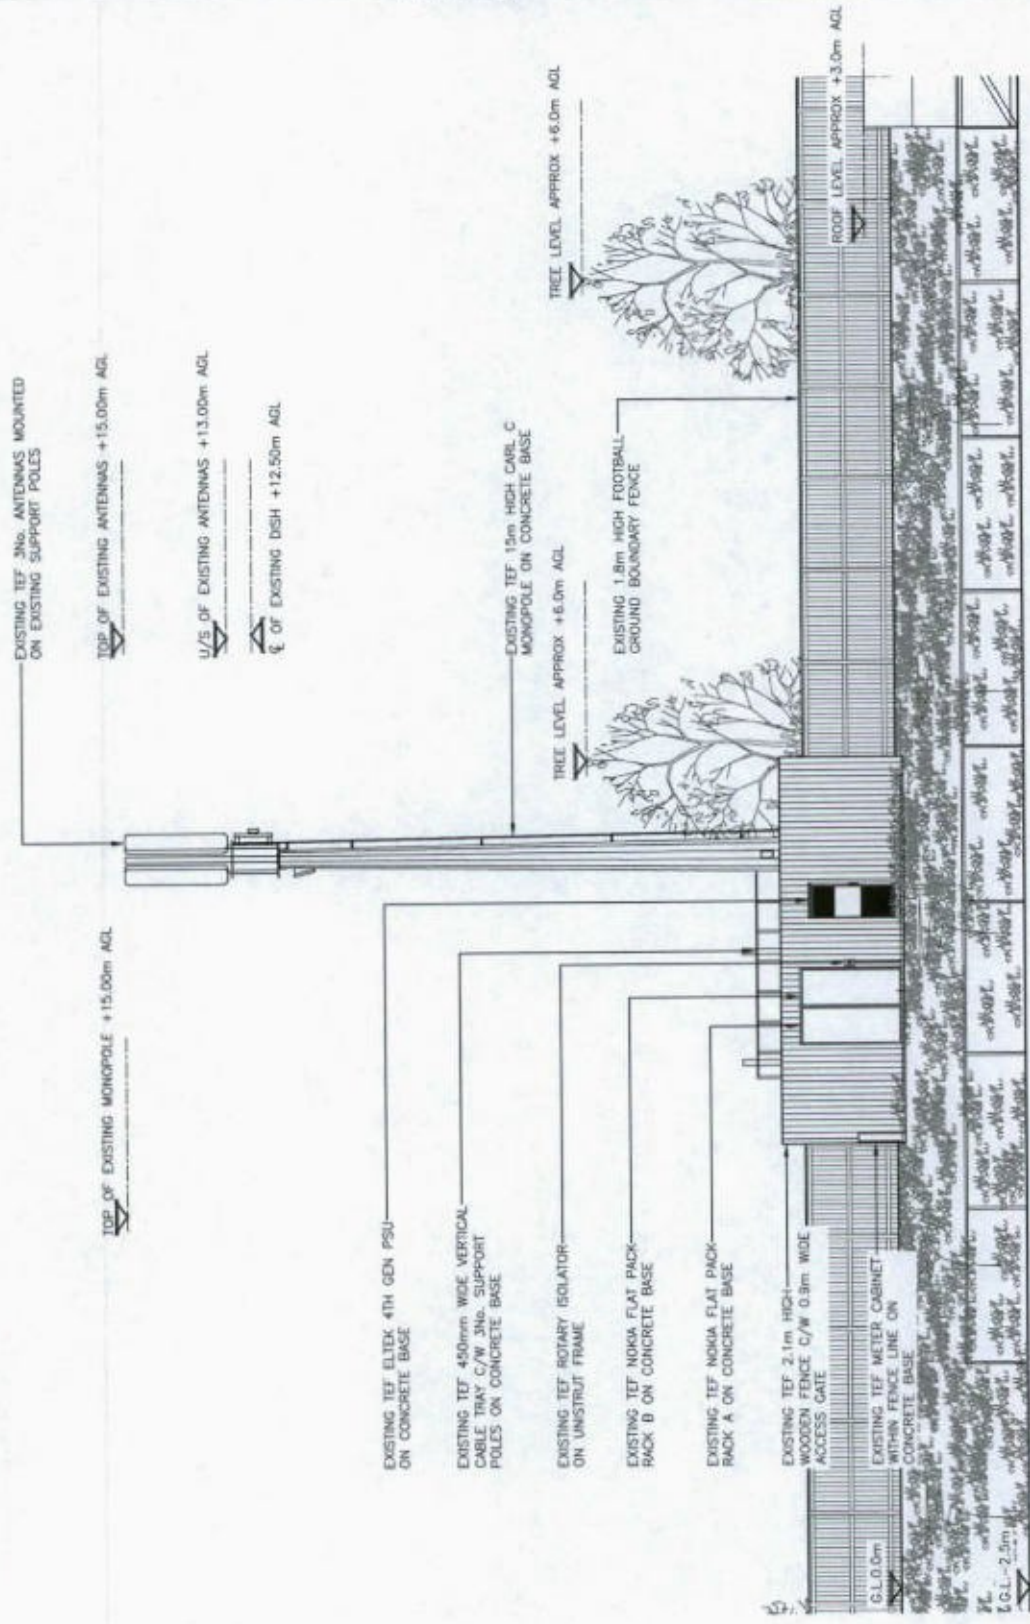 EXISTING TEF 3No. ANTENNAS MOUNTED
ON EXISTING SUPPORT POLES
TOP OF EXISTING MONOPOLE +15.00m AGL
TOP OF EXISTING ANTENNAS +15.00m AGL
U/S OF EXISTING ANTENNAS +13.00m AGL
℄ OF EXISTING DISH +12.50m AGL
EXISTING TEF ELTEK 4TH GEN PSU
ON CONCRETE BASE
EXISTING TEF 450mm WIDE VERTICAL
CABLE TRAY C/W 3No. SUPPORT
POLES ON CONCRETE BASE
EXISTING TEF ROTARY ISOLATOR
ON UNISTRUT FRAME
EXISTING TEF NOKIA FLAT PACK
RACK B ON CONCRETE BASE
EXISTING TEF NOKIA FLAT PACK
RACK A ON CONCRETE BASE
EXISTING TEF 2.1m HIGH
WOODEN FENCE C/W 0.9m WIDE
ACCESS GATE
EXISTING TEF METER CABINET
WITHIN FENCE LINE ON
CONCRETE BASE
EXISTING TEF 15m HIGH CARL C
MONOPOLE ON CONCRETE BASE
TREE LEVEL APPROX +6.0m AGL
EXISTING 1.8m HIGH FOOTBALL
GROUND BOUNDARY FENCE
TREE LEVEL APPROX +6.0m AGL
ROOF LEVEL APPROX +3.0m AGL
G.L.0.0m
G.L-2.5m